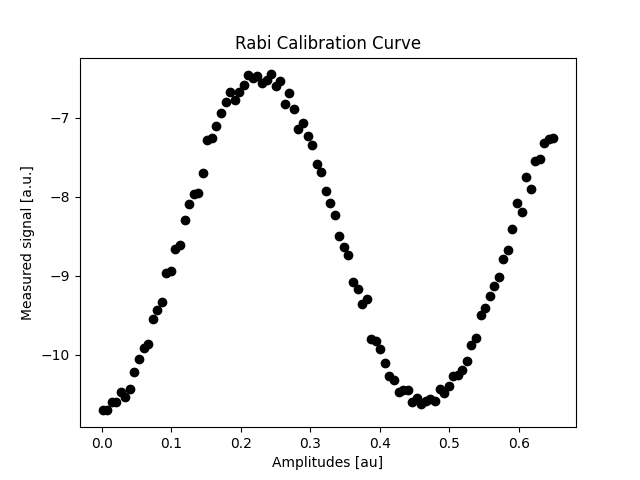 Rabi Calibration Curve
Measured signal [a.u.]
−7
−8
−9
−10
0.0 0.1 0.2 0.3 0.4 0.5 0.6
Amplitudes [au]